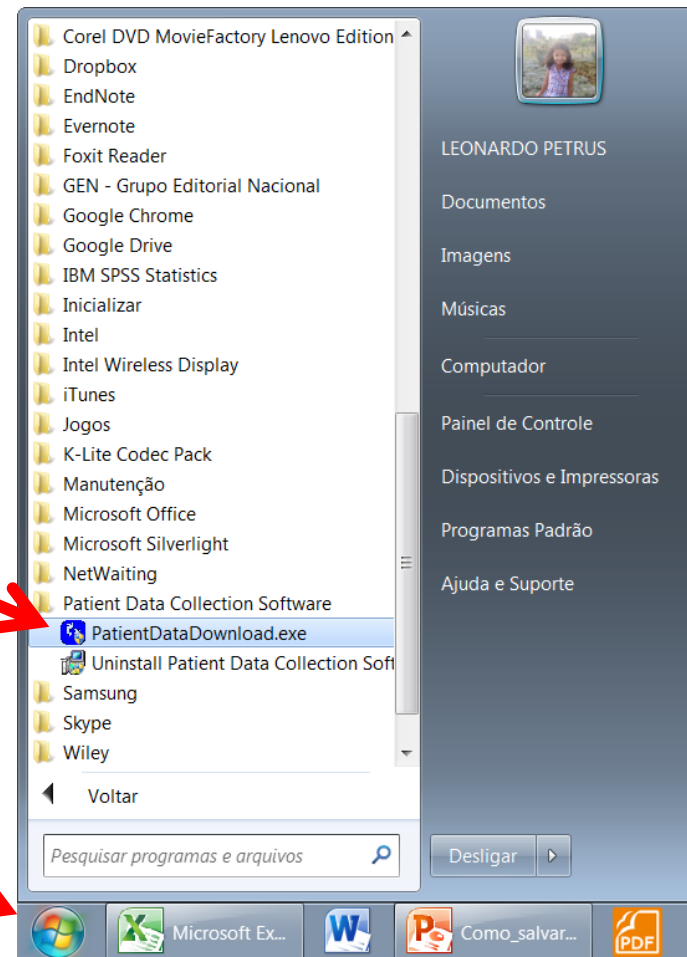 Corel DVD MovieFactory Lenovo Edition
Dropbox
EndNote
Evernote
Foxit Reader
GEN - Grupo Editorial Nacional
Google Chrome
Google Drive
IBM SPSS Statistics
Inicializar
Intel
Intel Wireless Display
iTunes
Jogos
K-Lite Codec Pack
Manutenção
Microsoft Office
Microsoft Silverlight
NetWaiting
Patient Data Collection Software
PatientDataDownload.exe
Uninstall Patient Data Collection Soft
Samsung
Skype
Wiley
Voltar
Pesquisar programas e arquivos
LEONARDO PETRUS
Documentos
Imagens
Músicas
Computador
Painel de Controle
Dispositivos e Impressoras
Programas Padrão
Ajuda e Suporte
Desligar
Microsoft Ex...
Como_salvar...
PDF